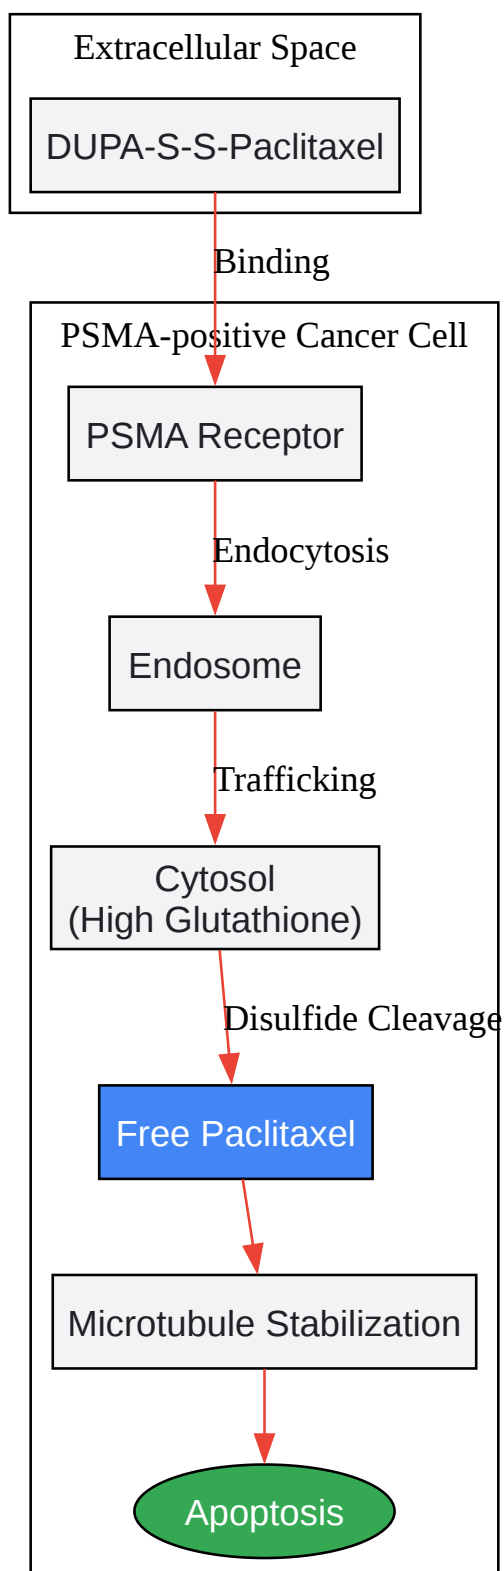 Extracellular Space
DUPA-S-S-Paclitaxel
Binding
PSMA-positive Cancer Cell
PSMA Receptor
Endocytosis
Endosome
Trafficking
Cytosol
(High Glutathione)
Disulfide Cleavage
Free Paclitaxel
Microtubule Stabilization
Apoptosis